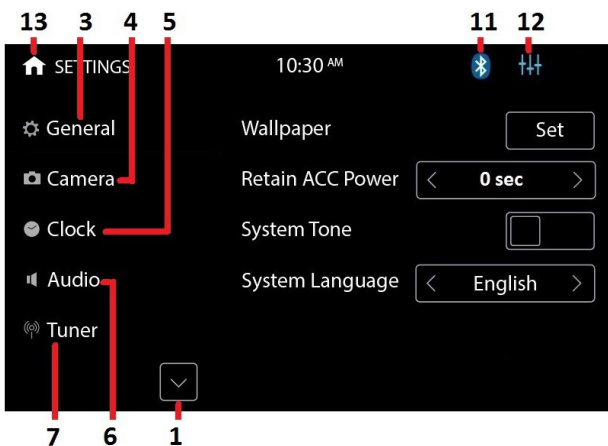 13 3 4 5 11 12
SETTINGS 10:30 AM
General Wallpaper Set
Camera Retain ACC Power < 0 sec >
Clock System Tone
Audio System Language < English >
Tuner
7 6 1